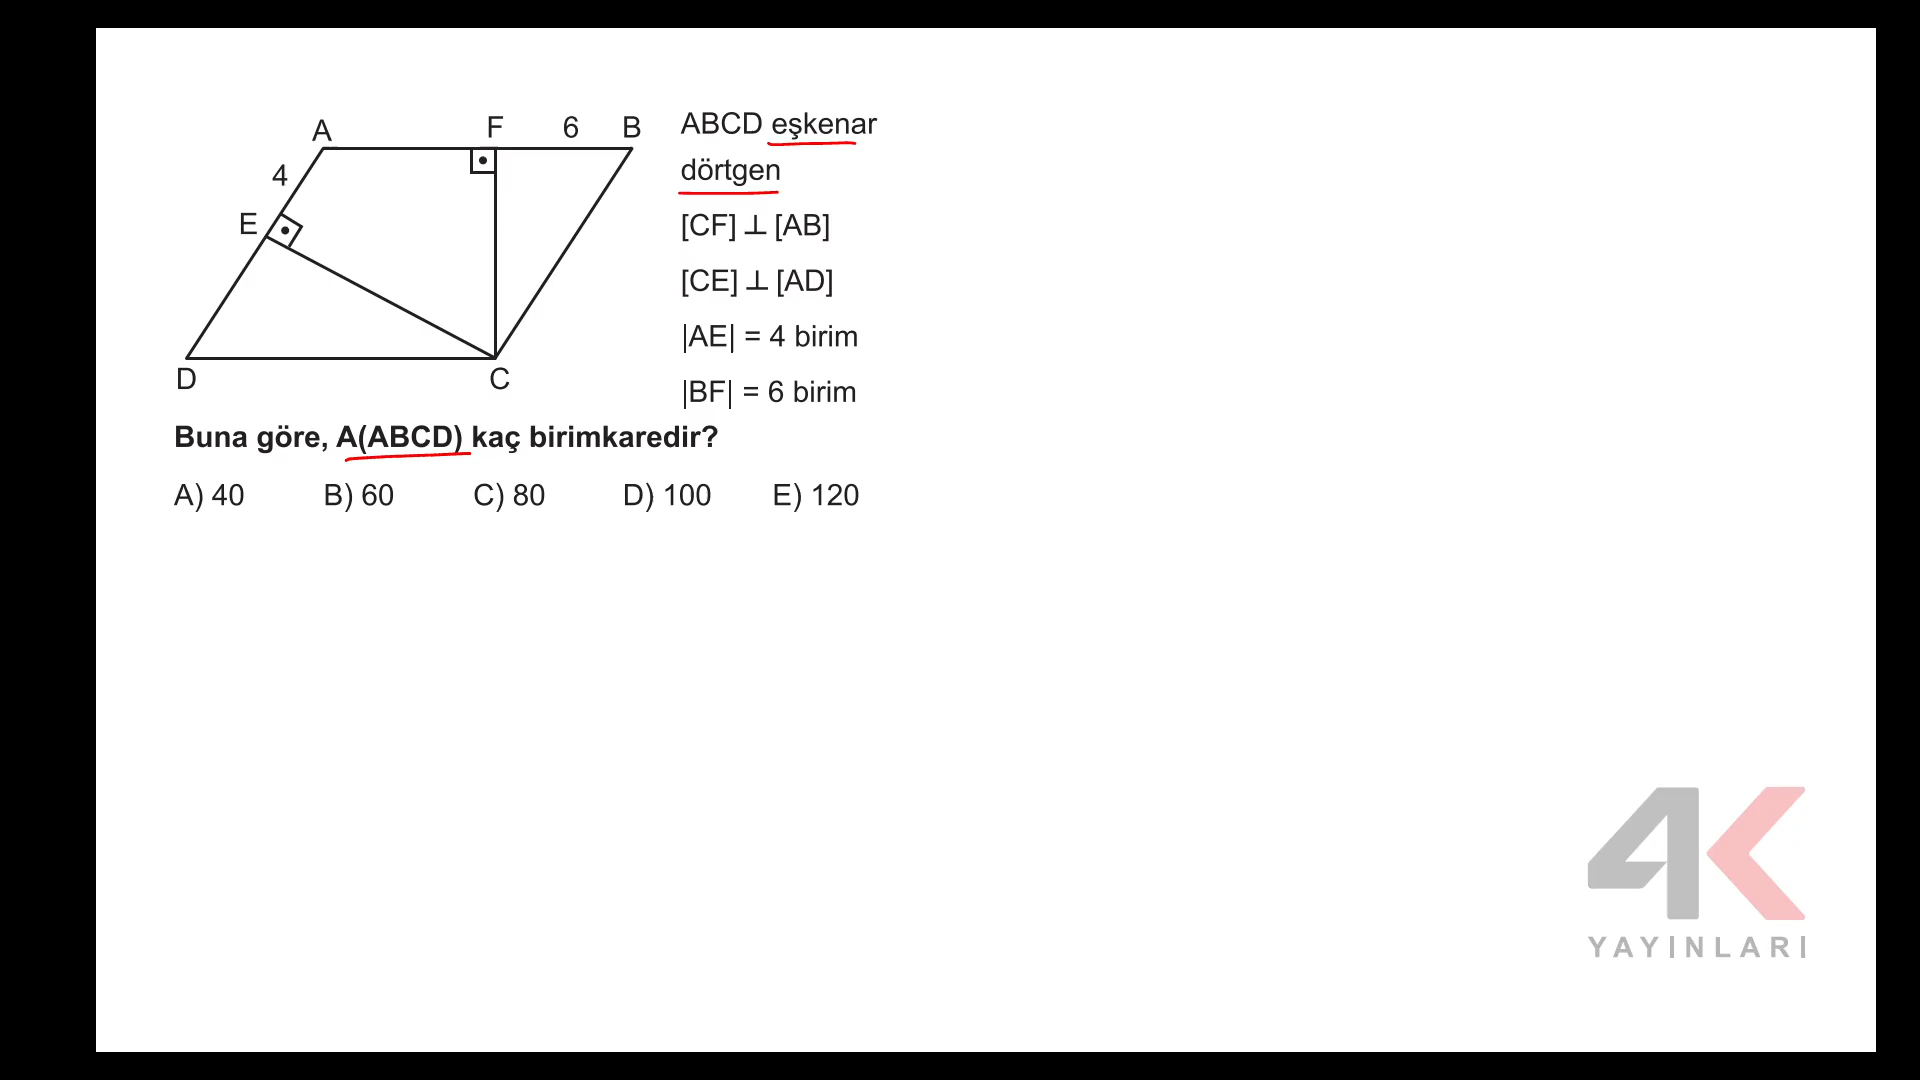 A F 6 B
4
E
D C
ABCD eşkenar
dörtgen
[CF] ⊥ [AB]
[CE] ⊥ [AD]
|AE| = 4 birim
|BF| = 6 birim
Buna göre, A(ABCD) kaç birimkaredir?
A) 40 B) 60 C) 80 D) 100 E) 120
4K
YAYINLARI